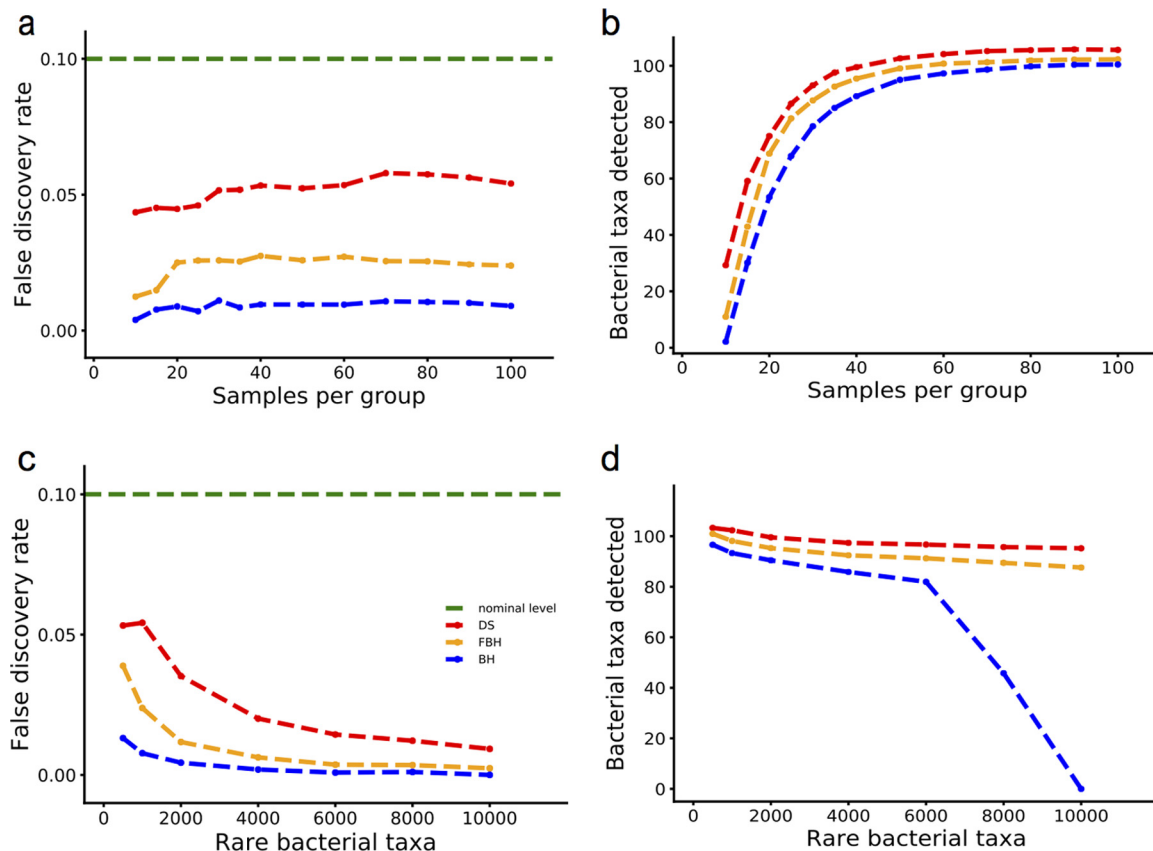 a
0.10
0.05
0.00
False discovery rate
0 20 40 60 80 100
Samples per group
b
100
80
60
40
20
0
Bacterial taxa detected
0 20 40 60 80 100
Samples per group
c
0.10
0.05
0.00
False discovery rate
nominal level
DS
FBH
BH
0 2000 4000 6000 8000 10000
Rare bacterial taxa
d
100
80
60
40
20
0
Bacterial taxa detected
0 2000 4000 6000 8000 10000
Rare bacterial taxa